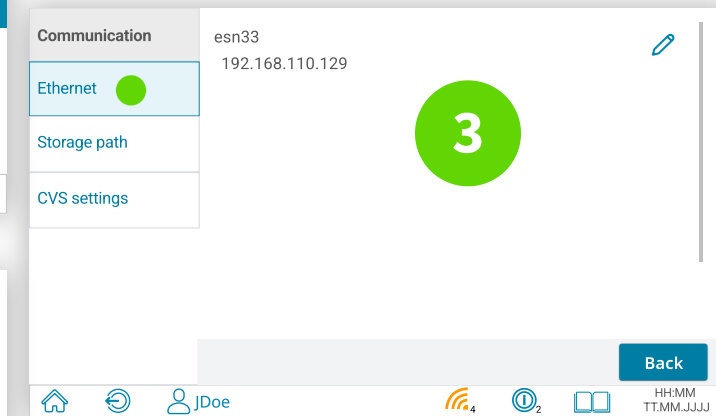 Communication
esn33
192.168.110.129
Ethernet
3
Storage path
CVS settings
Back
JDoe
4
2
HH:MM
TT.MM.JJJJ